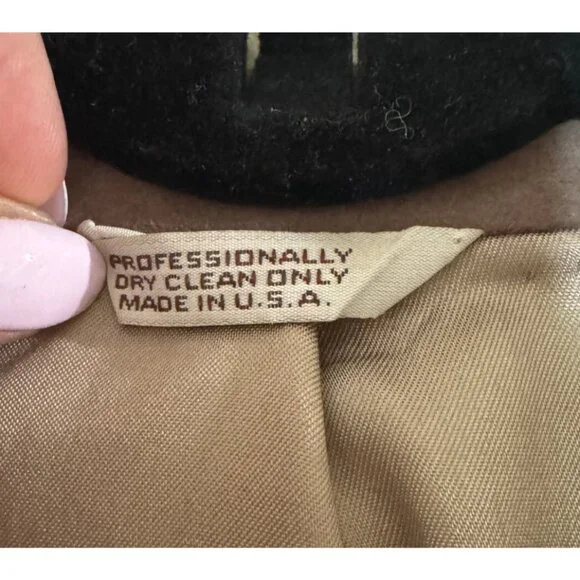 PROFESSIONALLY
DRY CLEAN ONLY
MADE IN U.S.A.